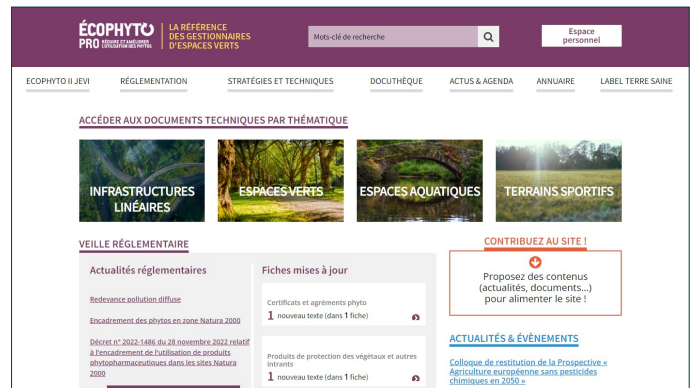 ÉCOPHYTO
PRO RÉDUIRE ET AMÉLIORER
L'UTILISATION DES PHYTOS
LA RÉFÉRENCE
DES GESTIONNAIRES
D'ESPACES VERTS
Mots-clé de recherche
Espace
personnel
ECOPHYTO II JEVI
RÉGLEMENTATION
STRATÉGIES ET TECHNIQUES
DOCUTHÈQUE
ACTUS & AGENDA
ANNUAIRE
LABEL TERRE SAINE
ACCÉDER AUX DOCUMENTS TECHNIQUES PAR THÉMATIQUE
INFRASTRUCTURES
LINÉAIRES
ESPACES VERTS
ESPACES AQUATIQUES
TERRAINS SPORTIFS
VEILLE RÉGLEMENTAIRE
Actualités réglementaires
Redevance pollution diffuse
Encadrement des phytos en zone Natura 2000
Décret n° 2022-1486 du 28 novembre 2022 relatif
à l'encadrement de l'utilisation de produits
phytopharmaceutiques dans les sites Natura
2000
Fiches mises à jour
Certificats et agréments phyto
1 nouveau texte (dans 1 fiche)
Produits de protection des végétaux et autres
intrants
1 nouveau texte (dans 1 fiche)
CONTRIBUEZ AU SITE !
Proposez des contenus
(actualités, documents...)
pour alimenter le site !
ACTUALITÉS & ÉVÈNEMENTS
Colloque de restitution de la Prospective «
Agriculture européenne sans pesticides
chimiques en 2050 »